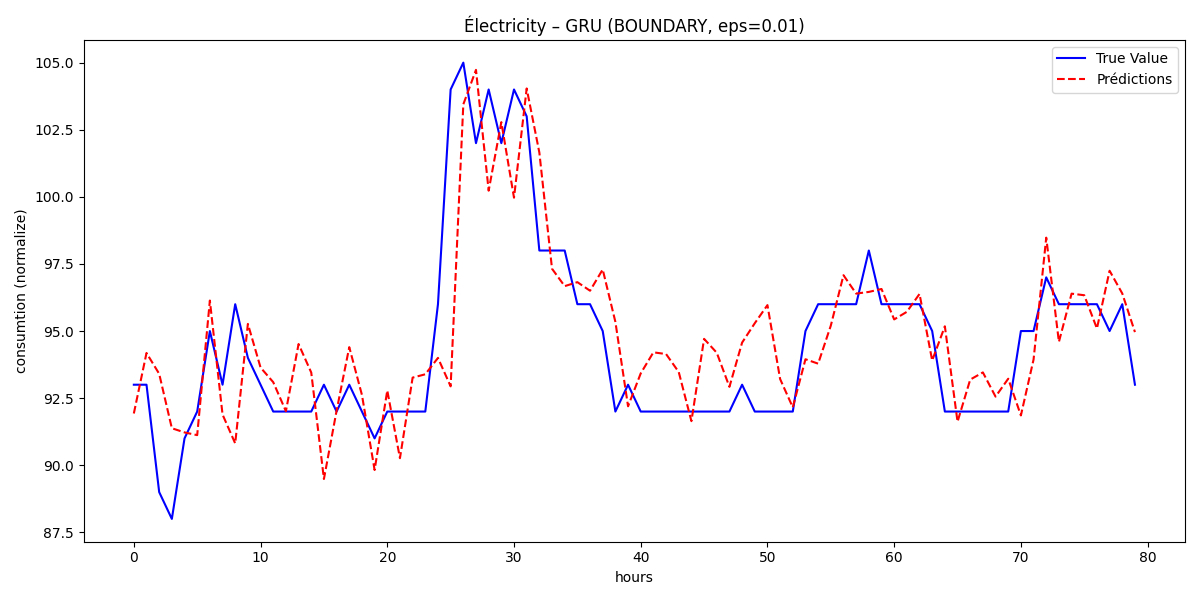 Électricity – GRU (BOUNDARY, eps=0.01)
True Value
Prédictions
consumtion (normalize)
105.0
102.5
100.0
97.5
95.0
92.5
90.0
87.5
0 10 20 30 40 50 60 70 80
hours